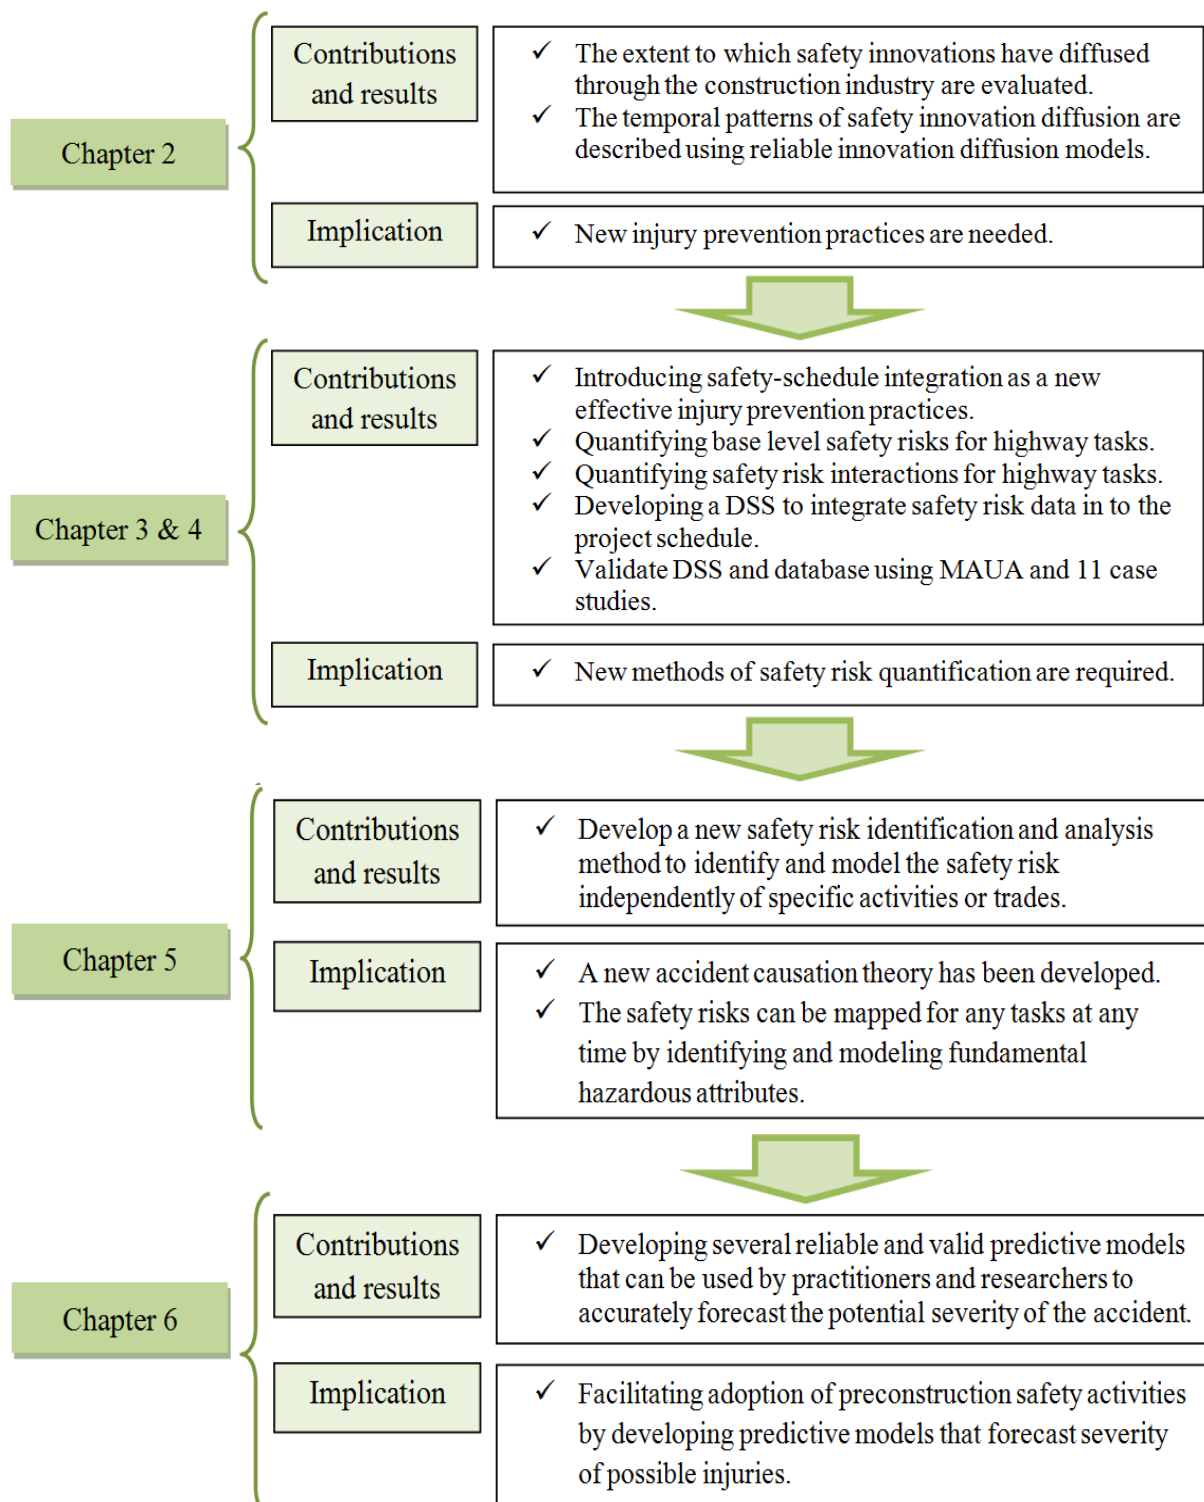 Chapter 2
Contributions
and results
✓ The extent to which safety innovations have diffused
through the construction industry are evaluated.
✓ The temporal patterns of safety innovation diffusion are
described using reliable innovation diffusion models.
Implication
✓ New injury prevention practices are needed.
Chapter 3 & 4
Contributions
and results
✓ Introducing safety-schedule integration as a new
effective injury prevention practices.
✓ Quantifying base level safety risks for highway tasks.
✓ Quantifying safety risk interactions for highway tasks.
✓ Developing a DSS to integrate safety risk data in to the
project schedule.
✓ Validate DSS and database using MAUA and 11 case
studies.
Implication
✓ New methods of safety risk quantification are required.
Chapter 5
Contributions
and results
✓ Develop a new safety risk identification and analysis
method to identify and model the safety risk
independently of specific activities or trades.
Implication
✓ A new accident causation theory has been developed.
✓ The safety risks can be mapped for any tasks at any
time by identifying and modeling fundamental
hazardous attributes.
Chapter 6
Contributions
and results
✓ Developing several reliable and valid predictive models
that can be used by practitioners and researchers to
accurately forecast the potential severity of the accident.
Implication
✓ Facilitating adoption of preconstruction safety activities
by developing predictive models that forecast severity
of possible injuries.